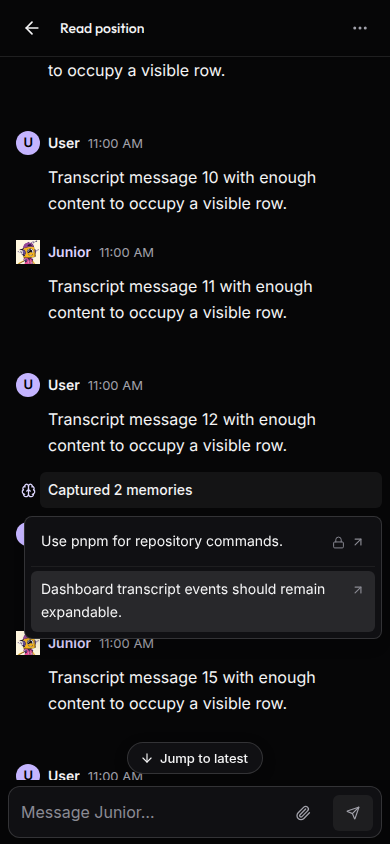 Read position
to occupy a visible row.
U
User 11:00 AM
Transcript message 10 with enough
content to occupy a visible row.
Junior 11:00 AM
Transcript message 11 with enough
content to occupy a visible row.
U
User 11:00 AM
Transcript message 12 with enough
content to occupy a visible row.
Captured 2 memories
Use pnpm for repository commands.
Dashboard transcript events should remain
expandable.
Junior 11:00 AM
Transcript message 15 with enough
content to occupy a visible row.
Jump to latest
U
User 11:00 AM
Message Junior...